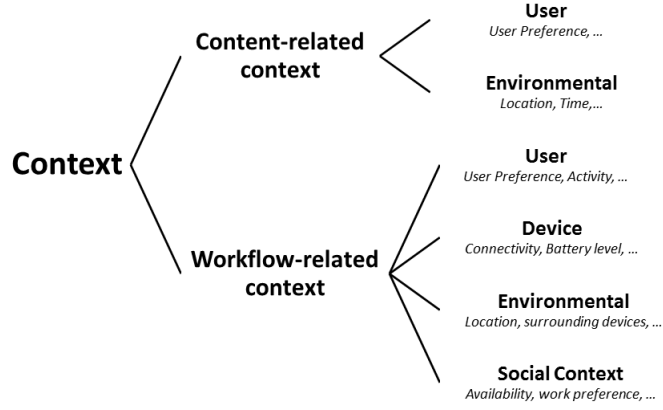 Context
Content-related
context
User
User Preference, ...
Environmental
Location, Time,...
Workflow-related
context
User
User Preference, Activity, ...
Device
Connectivity, Battery level, ...
Environmental
Location, surrounding devices, ...
Social Context
Availability, work preference, ...